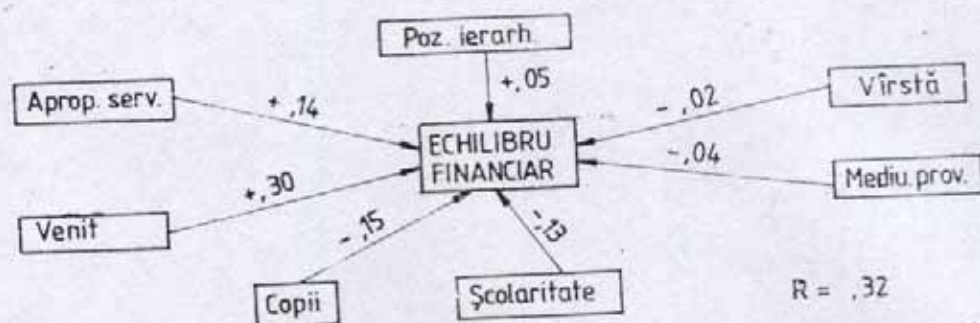 Poz. ierarh.
Aprop. serv.
+ ,14
+,05
- ,02
Vîrstă
ECHILIBRU
FINANCIAR
-,04
Mediu. prov.
+,30
Venit
- ,15
-,13
Copii
Școlaritate
R = ,32